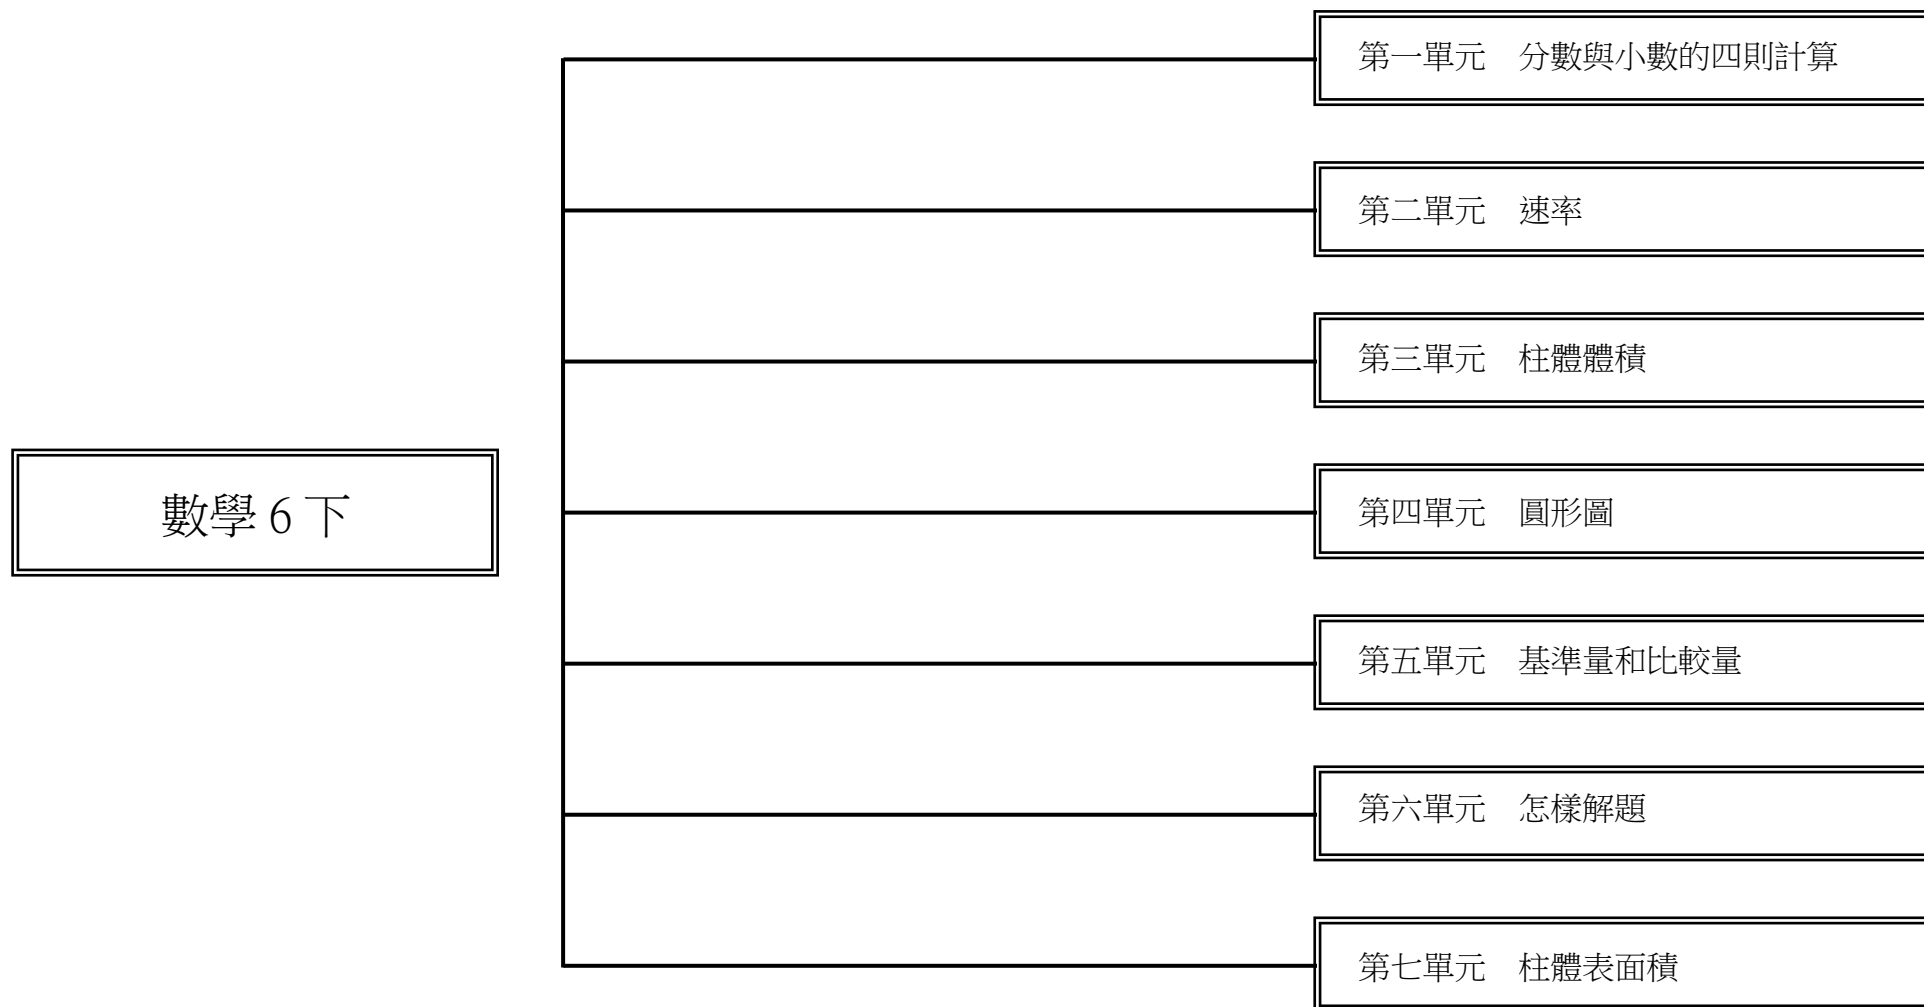 第一單元　分數與小數的四則計算
第二單元　速率
第三單元　柱體體積
數學 6 下
第四單元　圓形圖
第五單元　基準量和比較量
第六單元　怎樣解題
第七單元　柱體表面積